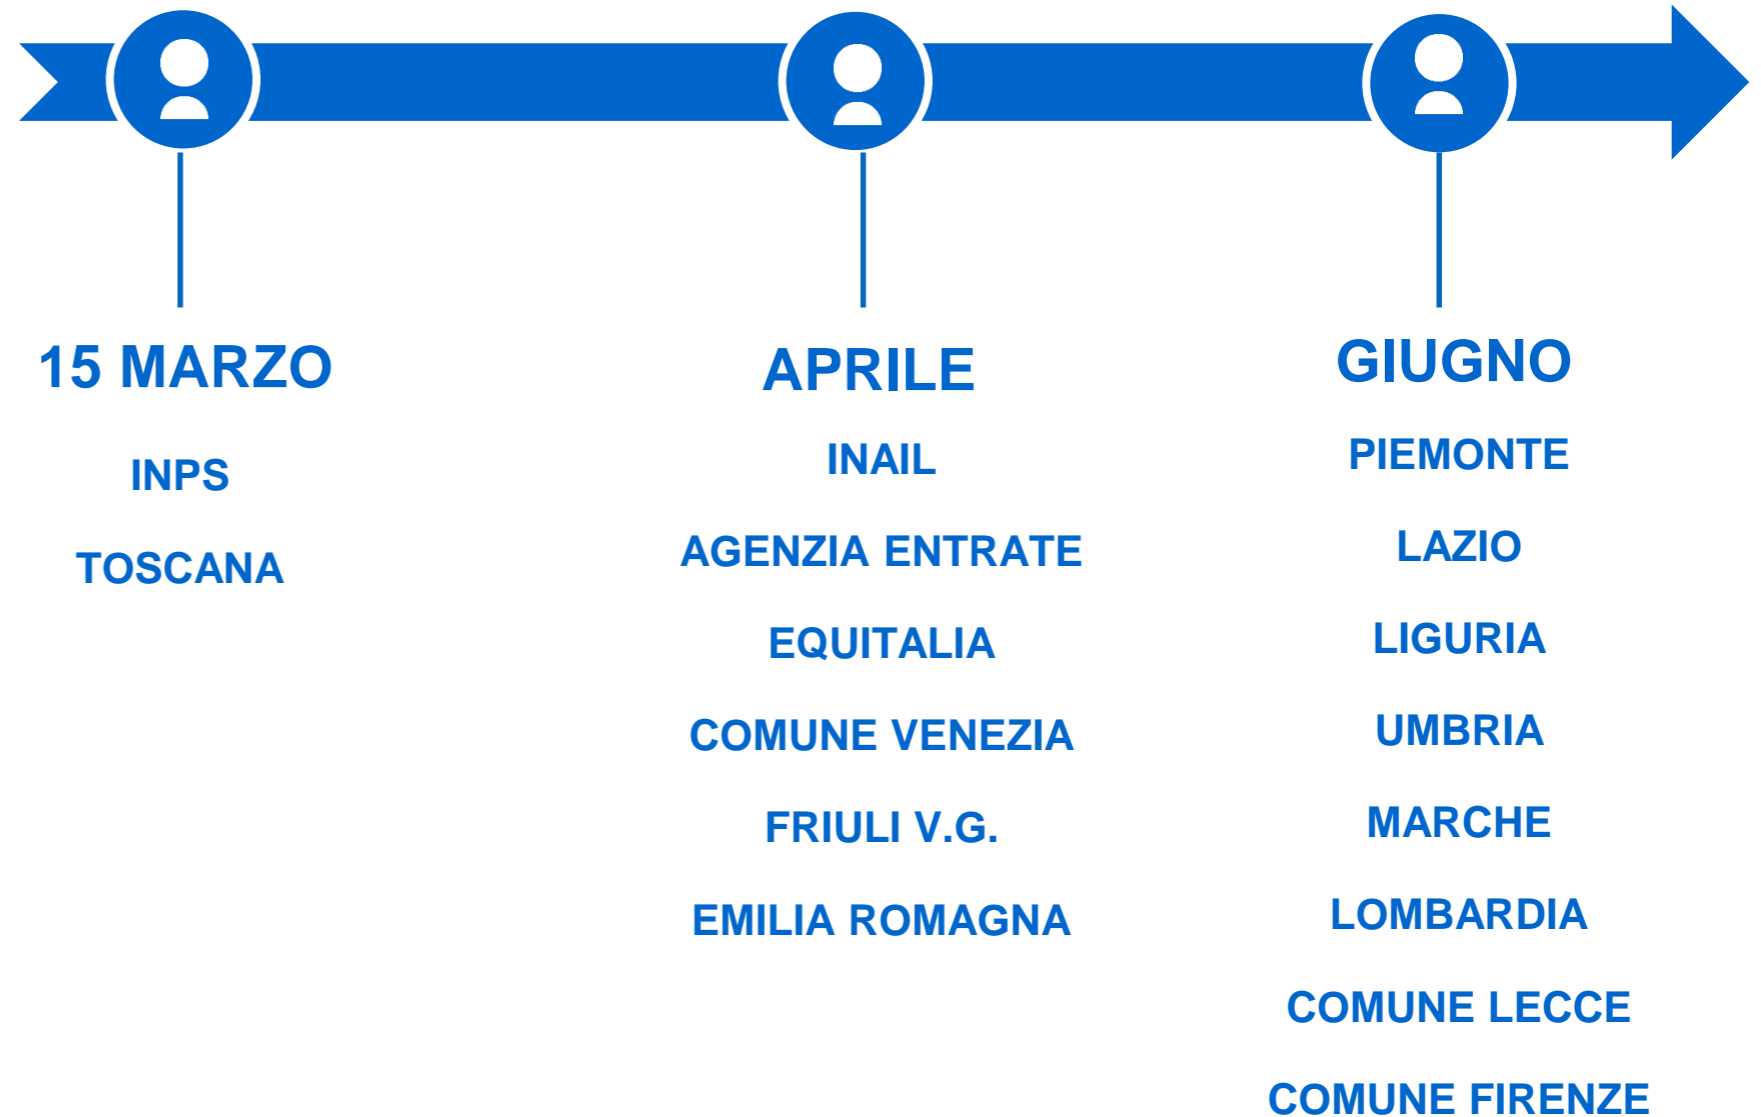 15 MARZO
INPS
TOSCANA
APRILE
INAIL
AGENZIA ENTRATE
EQUITALIA
COMUNE VENEZIA
FRIULI V.G.
EMILIA ROMAGNA
GIUGNO
PIEMONTE
LAZIO
LIGURIA
UMBRIA
MARCHE
LOMBARDIA
COMUNE LECCE
COMUNE FIRENZE